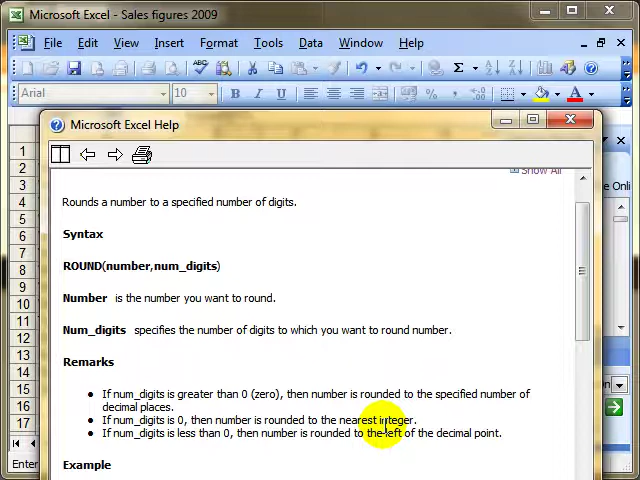 Microsoft Excel - Sales figures 2009
File Edit View Insert Format Tools Data Window Help
ABC
Arial 10 B I U % ,
Microsoft Excel Help
Show All
Rounds a number to a specified number of digits.
Syntax
ROUND(number,num_digits)
Number is the number you want to round.
Num_digits specifies the number of digits to which you want to round number.
Remarks
• If num_digits is greater than 0 (zero), then number is rounded to the specified number of
decimal places.
• If num_digits is 0, then number is rounded to the nearest integer.
• If num_digits is less than 0, then number is rounded to the left of the decimal point.
Example
1
2
3
4
5
6
7
8
9
10
11
12
13
14
15
16
17
Enter
e Onli